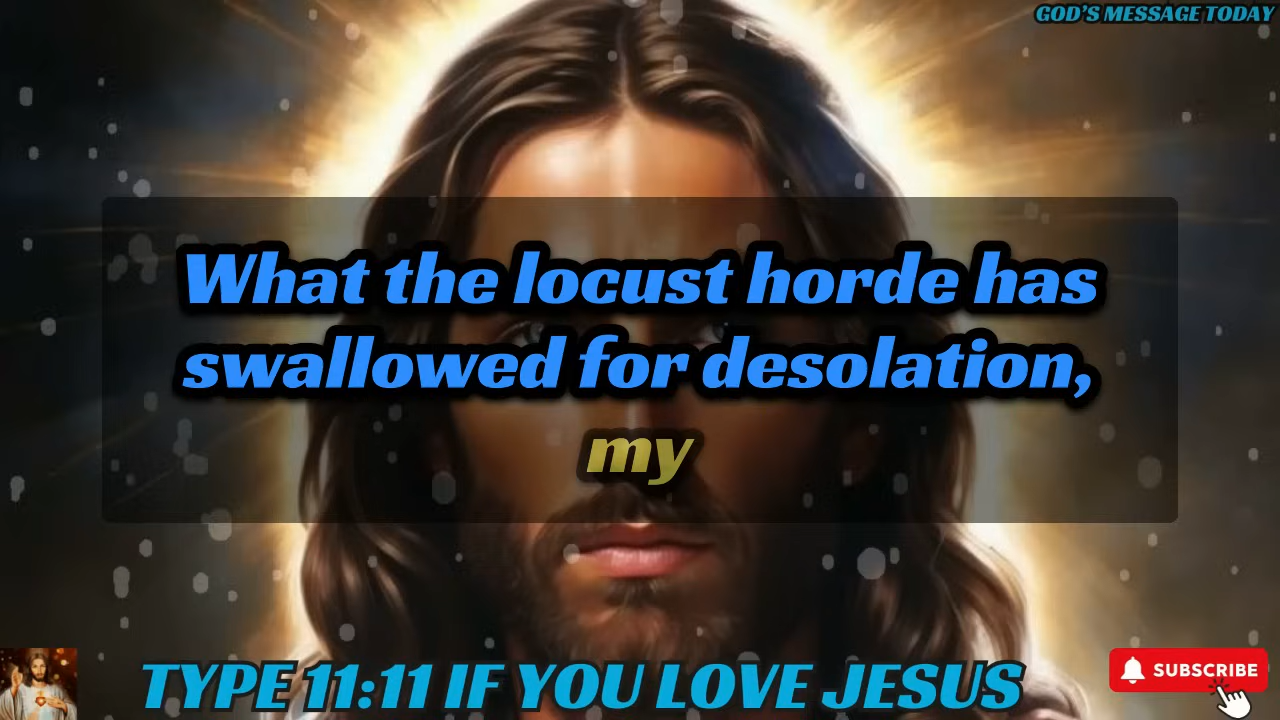 GOD'S MESSAGE TODAY
What the locust horde has
swallowed for desolation,
my
TYPE 11:11 IF YOU LOVE JESUS
SUBSCRIBE